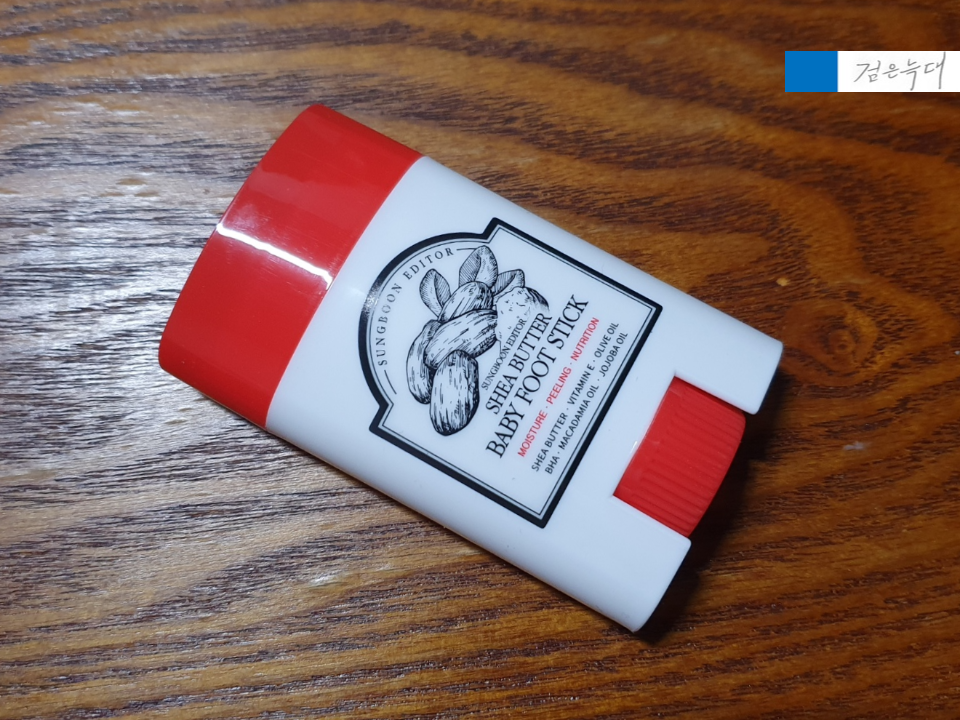 검은늑대
SUNGBOON EDITOR
SUNGBOON EDITOR
SHEA BUTTER
BABY FOOT STICK
MOISTURE · PEELING · NUTRITION
SHEA BUTTER · VITAMIN E · OLIVE OIL
BHA · MACADAMIA OIL · JOJOBA OIL